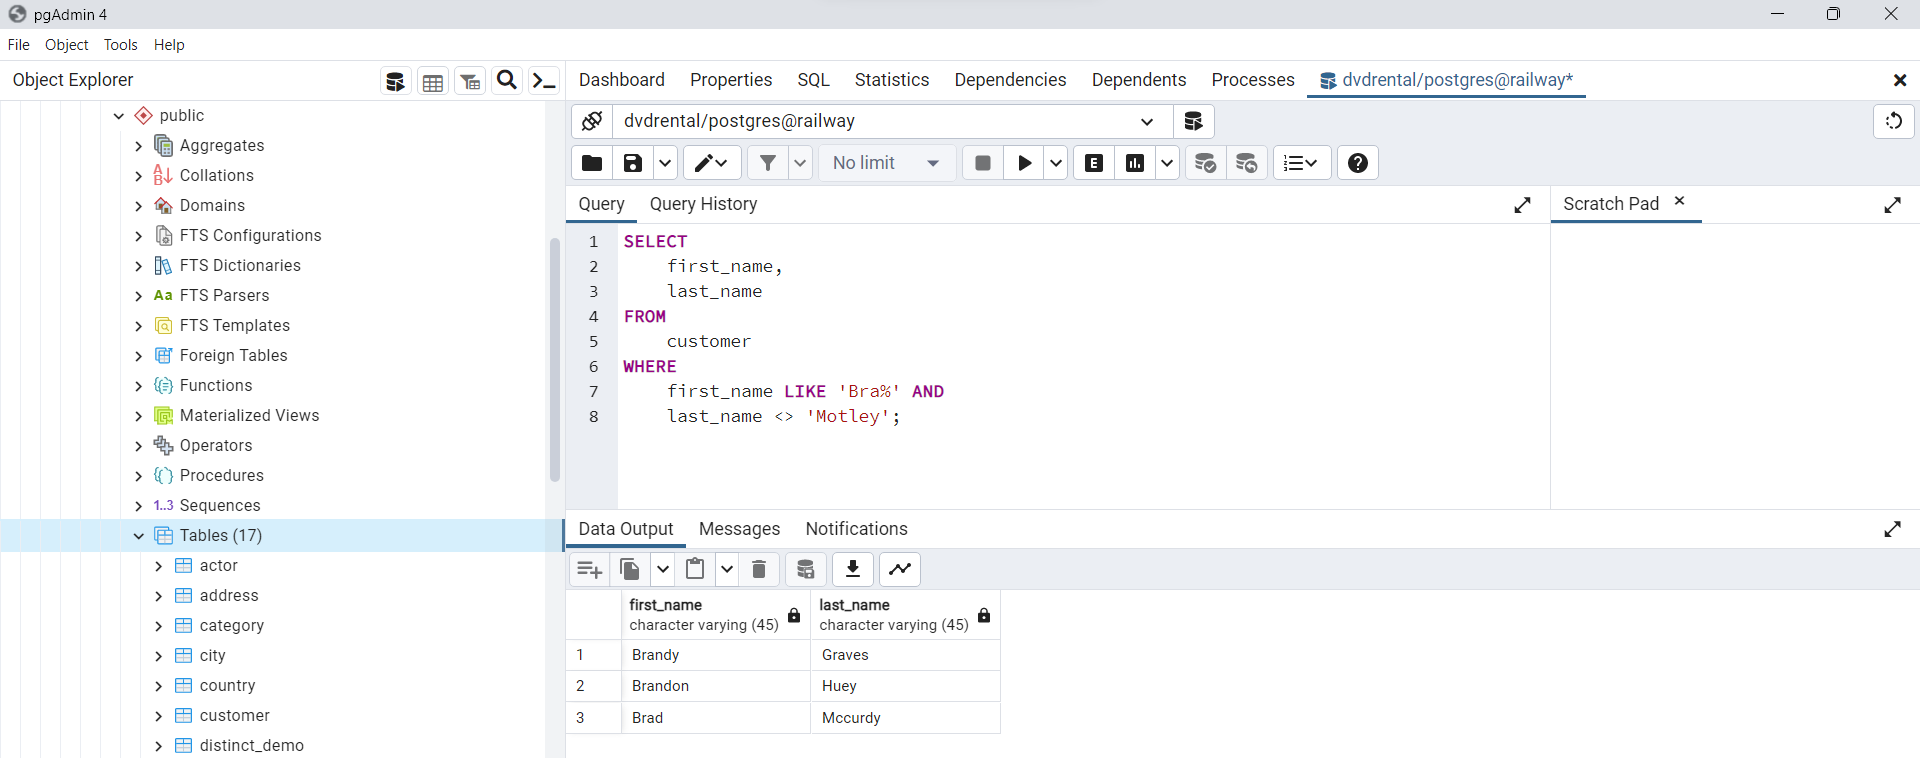 pgAdmin 4
File Object Tools Help
Object Explorer
Dashboard Properties SQL Statistics Dependencies Dependents Processes dvdrental/postgres@railway*
public
Aggregates
Collations
Domains
FTS Configurations
FTS Dictionaries
Aa FTS Parsers
FTS Templates
Foreign Tables
Functions
Materialized Views
Operators
Procedures
1..3 Sequences
Tables (17)
actor
address
category
city
country
customer
distinct_demo
dvdrental/postgres@railway
No limit
E
Query Query History
Scratch Pad
1 SELECT
2 first_name,
3 last_name
4 FROM
5 customer
6 WHERE
7 first_name LIKE 'Bra%' AND
8 last_name <> 'Motley';
Data Output Messages Notifications
first_name last_name
character varying (45) character varying (45)
1 Brandy Graves
2 Brandon Huey
3 Brad Mccurdy